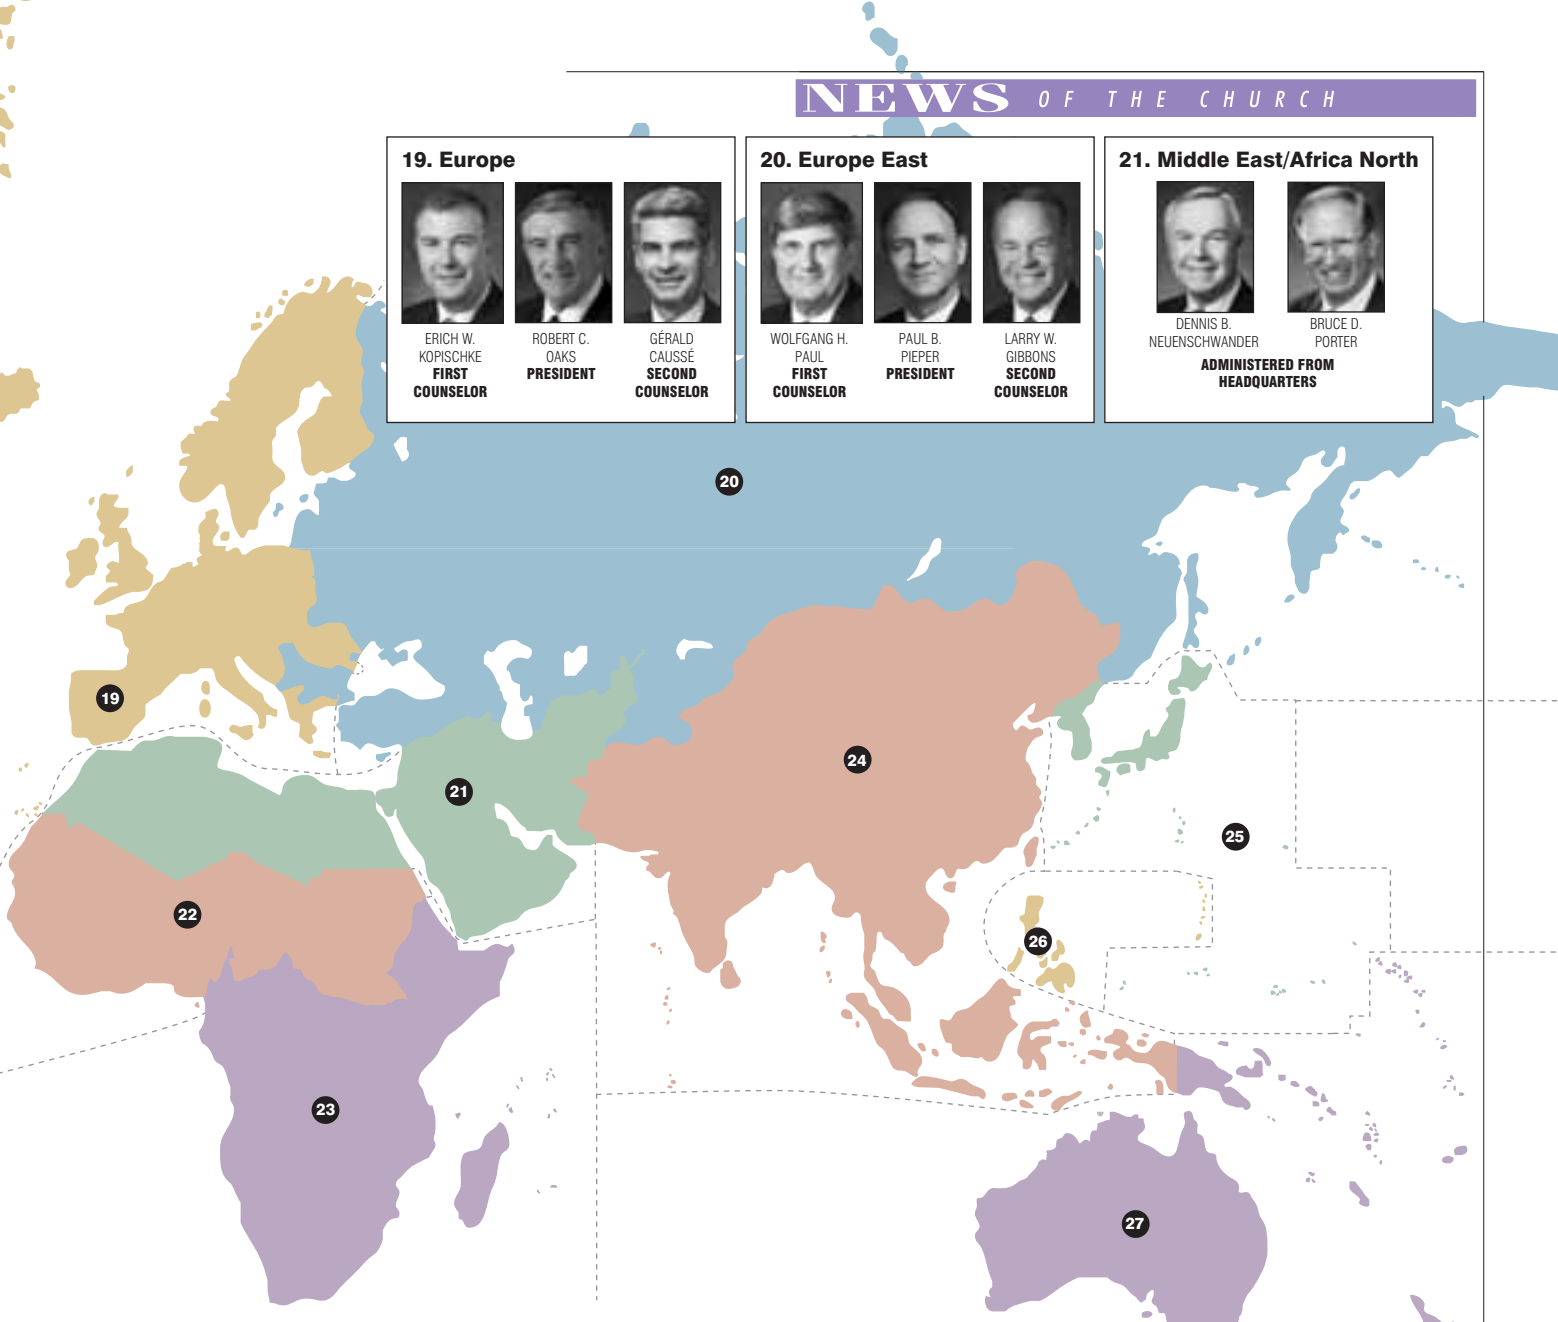 NEWS OF THE CHURCH
19. Europe
ERICH W.
KOPISCHKE
FIRST
COUNSELOR
ROBERT C.
OAKS
PRESIDENT
GÉRALD
CAUSSÉ
SECOND
COUNSELOR
20. Europe East
WOLFGANG H.
PAUL
FIRST
COUNSELOR
PAUL B.
PIEPER
PRESIDENT
LARRY W.
GIBBONS
SECOND
COUNSELOR
21. Middle East/Africa North
DENNIS B.
NEUENSCHWANDER
BRUCE D.
PORTER
ADMINISTERED FROM
HEADQUARTERS
20
19
24
21
25
22
26
23
27